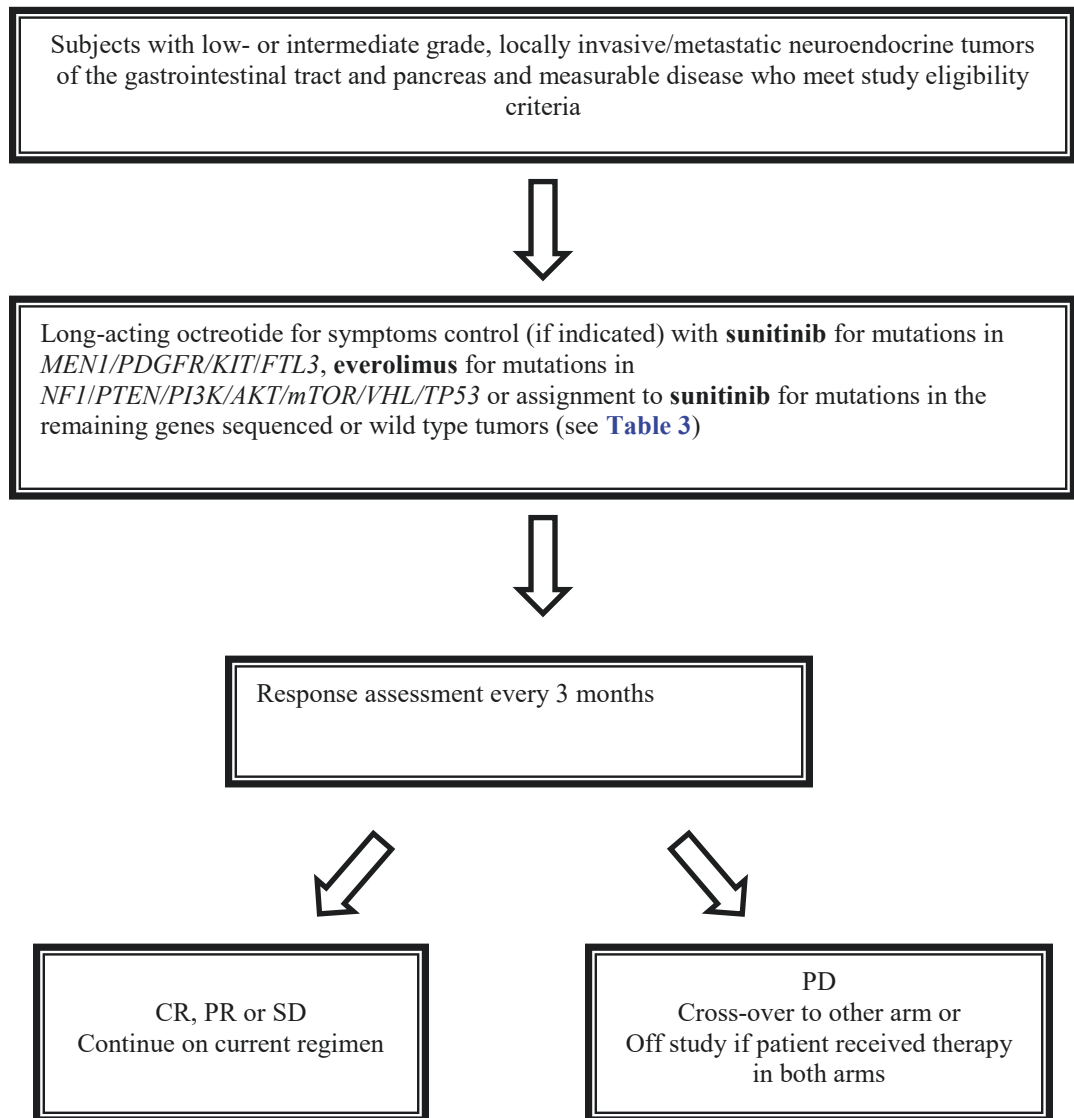 Subjects with low- or intermediate grade, locally invasive/metastatic neuroendocrine tumors
of the gastrointestinal tract and pancreas and measurable disease who meet study eligibility
criteria
Long-acting octreotide for symptoms control (if indicated) with sunitinib for mutations in
MEN1/PDGFR/KIT/FTL3, everolimus for mutations in
NF1/PTEN/PI3K/AKT/mTOR/VHL/TP53 or assignment to sunitinib for mutations in the
remaining genes sequenced or wild type tumors (see Table 3)
Response assessment every 3 months
CR, PR or SD
Continue on current regimen
PD
Cross-over to other arm or
Off study if patient received therapy
in both arms